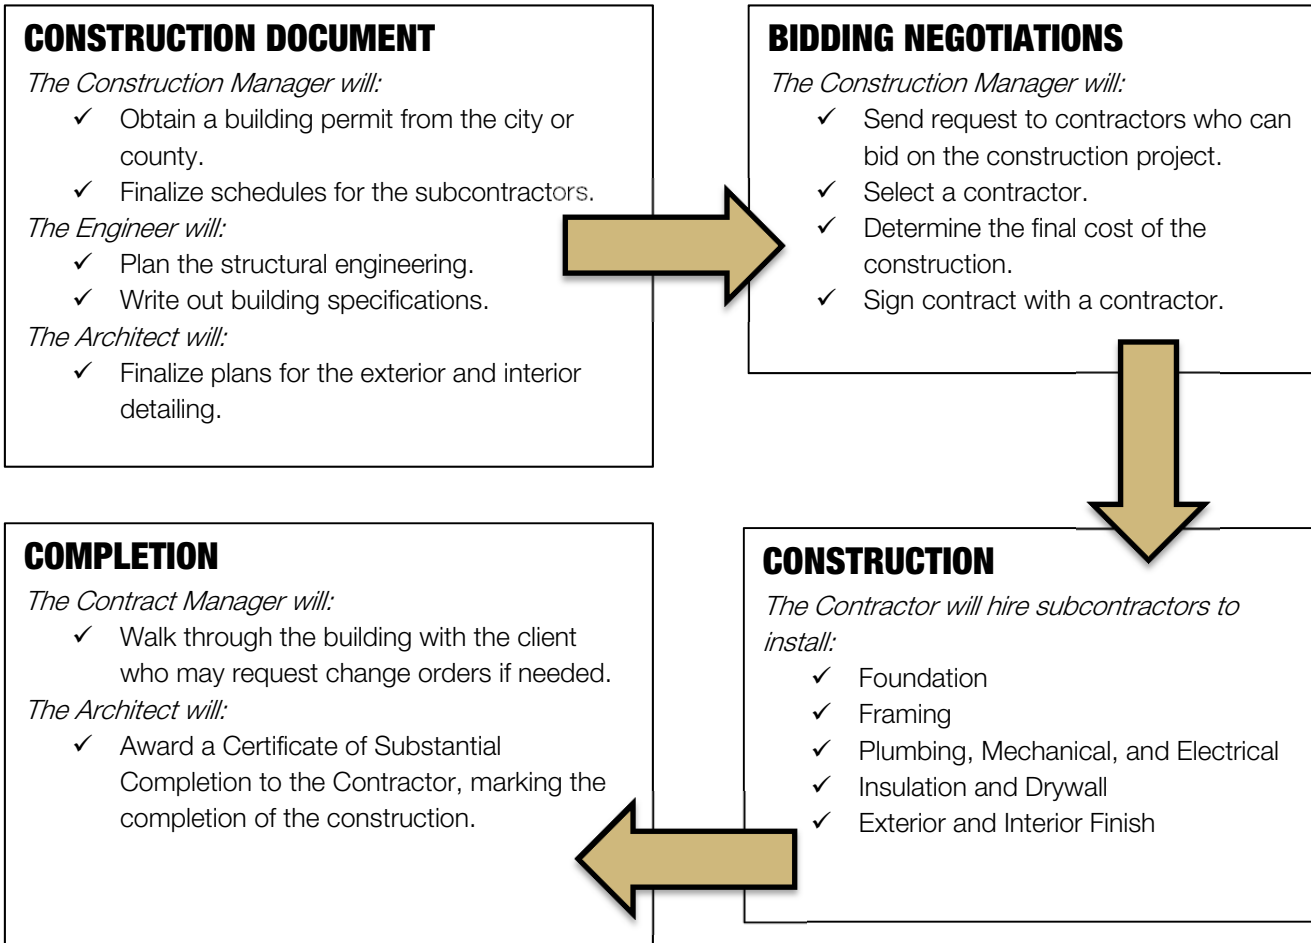 CONSTRUCTION DOCUMENT
The Construction Manager will:
✓ Obtain a building permit from the city or
county.
✓ Finalize schedules for the subcontractors.
The Engineer will:
✓ Plan the structural engineering.
✓ Write out building specifications.
The Architect will:
✓ Finalize plans for the exterior and interior
detailing.
BIDDING NEGOTIATIONS
The Construction Manager will:
✓ Send request to contractors who can
bid on the construction project.
✓ Select a contractor.
✓ Determine the final cost of the
construction.
✓ Sign contract with a contractor.
CONSTRUCTION
The Contractor will hire subcontractors to
install:
✓ Foundation
✓ Framing
✓ Plumbing, Mechanical, and Electrical
✓ Insulation and Drywall
✓ Exterior and Interior Finish
COMPLETION
The Contract Manager will:
✓ Walk through the building with the client
who may request change orders if needed.
The Architect will:
✓ Award a Certificate of Substantial
Completion to the Contractor, marking the
completion of the construction.